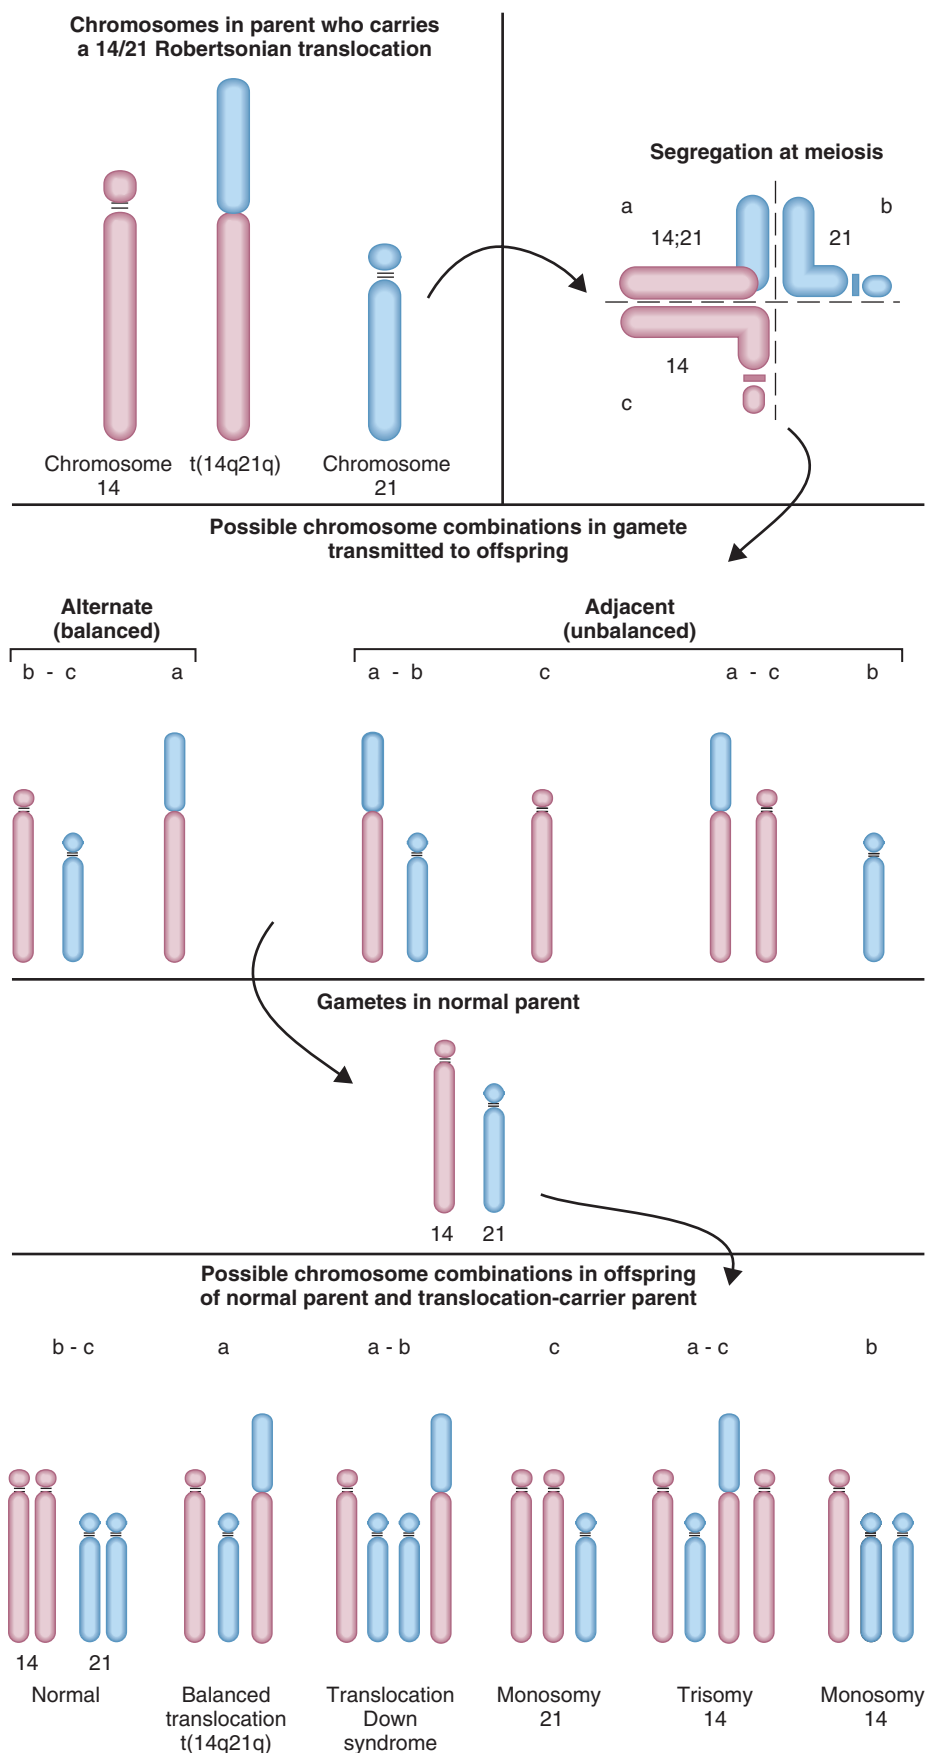 Chromosomes in parent who carries
a 14/21 Robertsonian translocation
Chromosome
14
t(14q21q)
Chromosome
21
Segregation at meiosis
a
b
14;21
21
14
c
Possible chromosome combinations in gamete
transmitted to offspring
Alternate
(balanced)
Adjacent
(unbalanced)
b - c
a
a - b
c
a - c
b
Gametes in normal parent
14
21
Possible chromosome combinations in offspring
of normal parent and translocation-carrier parent
b - c
a
a - b
c
a - c
b
14
21
Normal
Balanced
translocation
t(14q21q)
Translocation
Down
syndrome
Monosomy
21
Trisomy
14
Monosomy
14